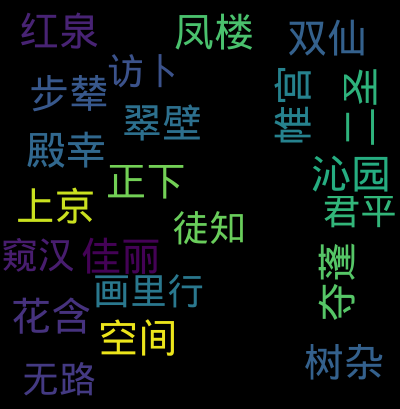 红泉
凤楼
双仙
访卜
步辇
帷宫
二圣
翠壁
殿幸
沁园
正下
君平
上京
徒知
窥汉
佳丽
夺蓬
画里行
花含
空间
树杂
无路